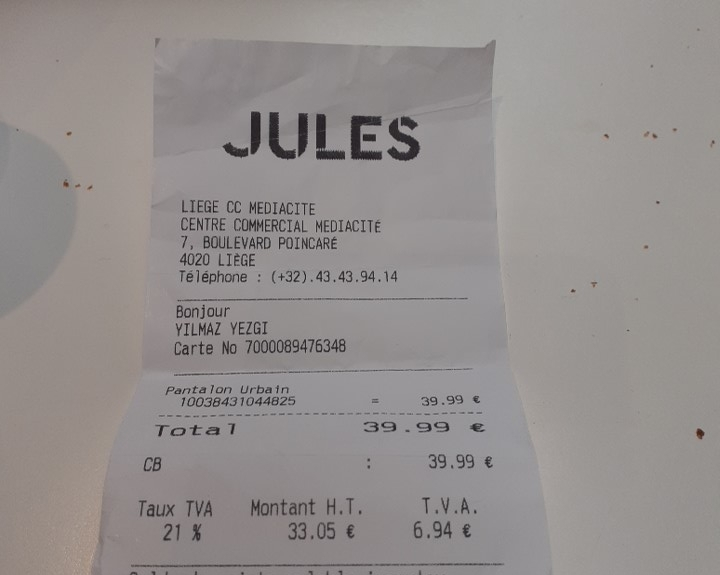 JULES
LIEGE CC MEDIACITE
CENTRE COMMERCIAL MEDIACITÉ
7, BOULEVARD POINCARÉ
4020 LIÈGE
Téléphone : (+32).43.43.94.14
Bonjour
YILMAZ YEZGI
Carte No 7000089476348
Pantalon Urbain
10038431044825 = 39.99 €
Total 39.99 €
CB : 39.99 €
Taux TVA Montant H.T. T.V.A.
21 % 33.05 € 6.94 €